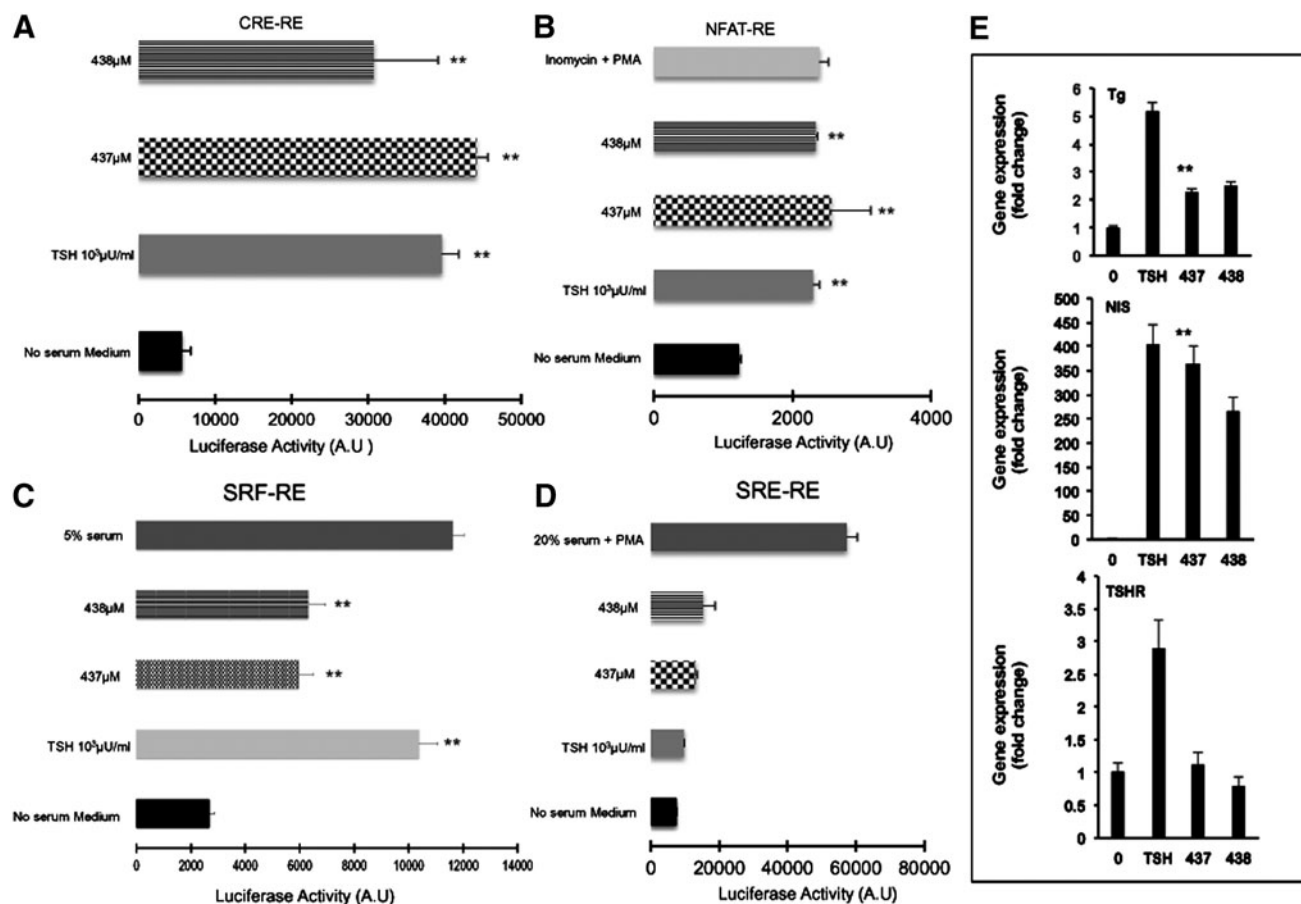 A
CRE-RE
438µM
**
437µM
**
TSH 10³µU/ml
**
No serum Medium
0 10000 20000 30000 40000 50000
Luciferase Activity (A.U )
B
NFAT-RE
Inomycin + PMA
438µM
**
437µM
**
TSH 10³µU/ml
**
No serum Medium
0 2000 4000
Luciferase Activity (A.U)
C
SRF-RE
5% serum
438µM
**
437µM
**
TSH 10³µU/ml
**
No serum Medium
0 2000 4000 6000 8000 10000 12000 14000
Luciferase Activity (A.U)
D
SRE-RE
20% serum + PMA
438µM
437µM
TSH 10³µU/ml
No serum Medium
0 20000 40000 60000 80000
Luciferase Activity (A.U)
E
Tg
Gene expression
(fold change)
6
5
4
3
2
1
0
**
0 TSH 437 438
NIS
Gene expression
(fold change)
500
450
400
350
300
250
200
150
100
50
0
**
0 TSH 437 438
TSHR
Gene expression
(fold change)
4
3.5
3
2.5
2
1.5
1
0.5
0
0 TSH 437 438